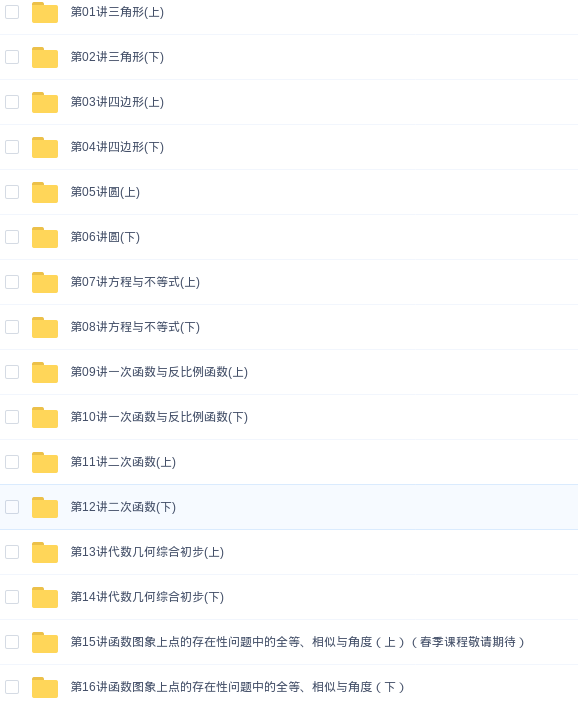 第01讲三角形(上)
第02讲三角形(下)
第03讲四边形(上)
第04讲四边形(下)
第05讲圆(上)
第06讲圆(下)
第07讲方程与不等式(上)
第08讲方程与不等式(下)
第09讲一次函数与反比例函数(上)
第10讲一次函数与反比例函数(下)
第11讲二次函数(上)
第12讲二次函数(下)
第13讲代数几何综合初步(上)
第14讲代数几何综合初步(下)
第15讲函数图象上点的存在性问题中的全等、相似与角度（上）（春季课程敬请期待）
第16讲函数图象上点的存在性问题中的全等、相似与角度（下）